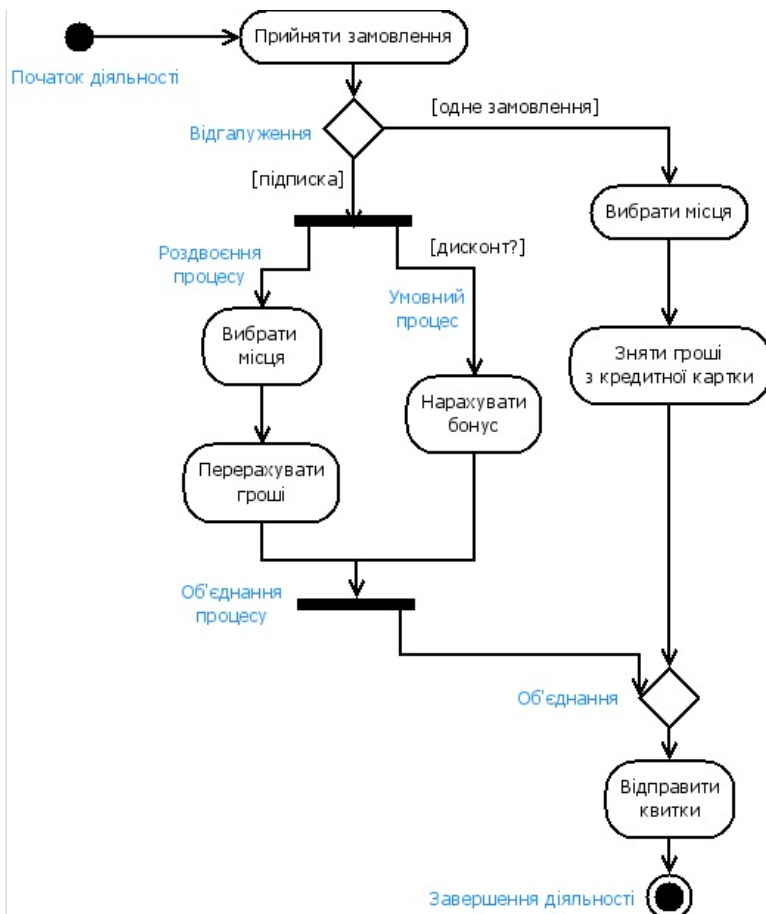 Прийняти замовлення
Початок діяльності
[одне замовлення]
Відгалуження
[підписка]
Вибрати місця
[дисконт?]
Роздвоєння
процесу
Умовний
процес
Вибрати
місця
Зняти гроші
з кредитної картки
Нарахувати
бонус
Перерахувати
гроші
Об'єднання
процесу
Об'єднання
Відправити
квитки
Завершення діяльності